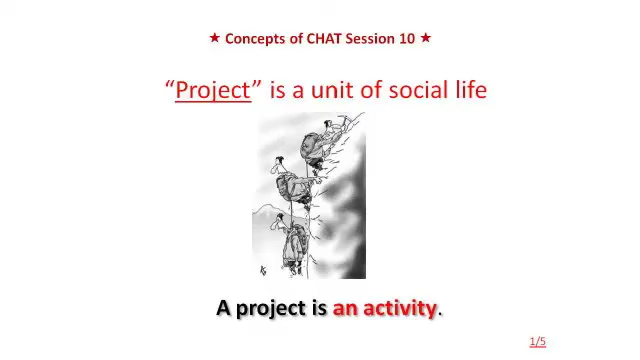 ★ Concepts of CHAT Session 10 ★
“Project” is a unit of social life
A project is an activity.
1/5